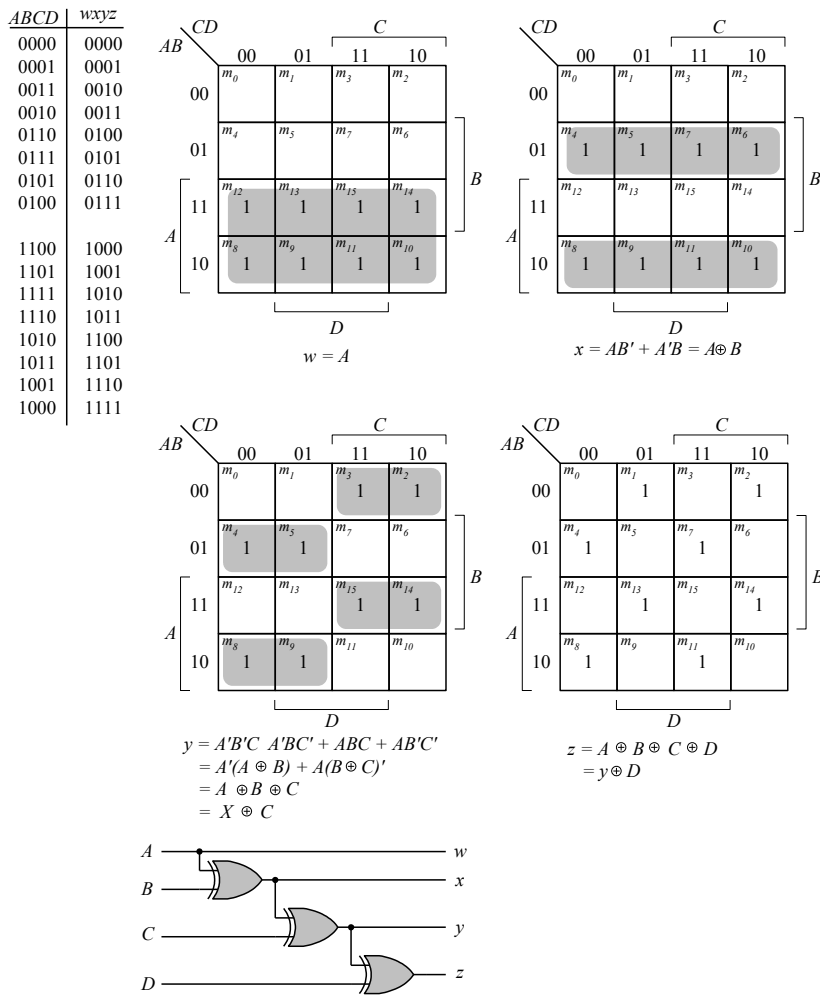 ABCD wxyz
0000 0000
0001 0001
0011 0010
0010 0011
0110 0100
0111 0101
0101 0110
0100 0111
1100 1000
1101 1001
1111 1010
1110 1011
1010 1100
1011 1101
1001 1110
1000 1111
CD C
AB 00 01 11 10
m0 m1 m3 m2
00
m4 m5 m7 m6
01
B
m12 m13 m15 m14
11 1 1 1 1
A
m8 m9 m11 m10
10 1 1 1 1
D
w = A
CD C
AB 00 01 11 10
m0 m1 m3 m2
00
m4 m5 m7 m6
01 1 1 1 1
B
m12 m13 m15 m14
11
A
m8 m9 m11 m10
10 1 1 1 1
D
x = AB' + A'B = A⊕B
CD C
AB 00 01 11 10
m0 m1 m3 m2
00 1 1
m4 m5 m7 m6
01 1 1
B
m12 m13 m15 m14
11 1 1
A
m8 m9 m11 m10
10 1 1
D
y = A'B'C A'BC' + ABC + AB'C'
= A'(A ⊕ B) + A(B ⊕ C)'
= A ⊕ B ⊕ C
= X ⊕ C
CD C
AB 00 01 11 10
m0 m1 m3 m2
00 1 1
m4 m5 m7 m6
01 1 1
B
m12 m13 m15 m14
11 1 1
A
m8 m9 m11 m10
10 1 1
D
z = A ⊕ B ⊕ C ⊕ D
= y ⊕ D
A w
B x
C y
D z